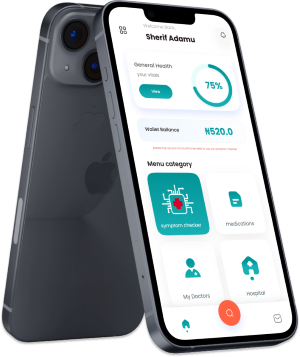 Welcome back,
Sherif Adamu
General Health
your vitals
View
75%
Wallet Balance
₦520.0
Menu category
symptom checker
medications
My Doctors
Hospital